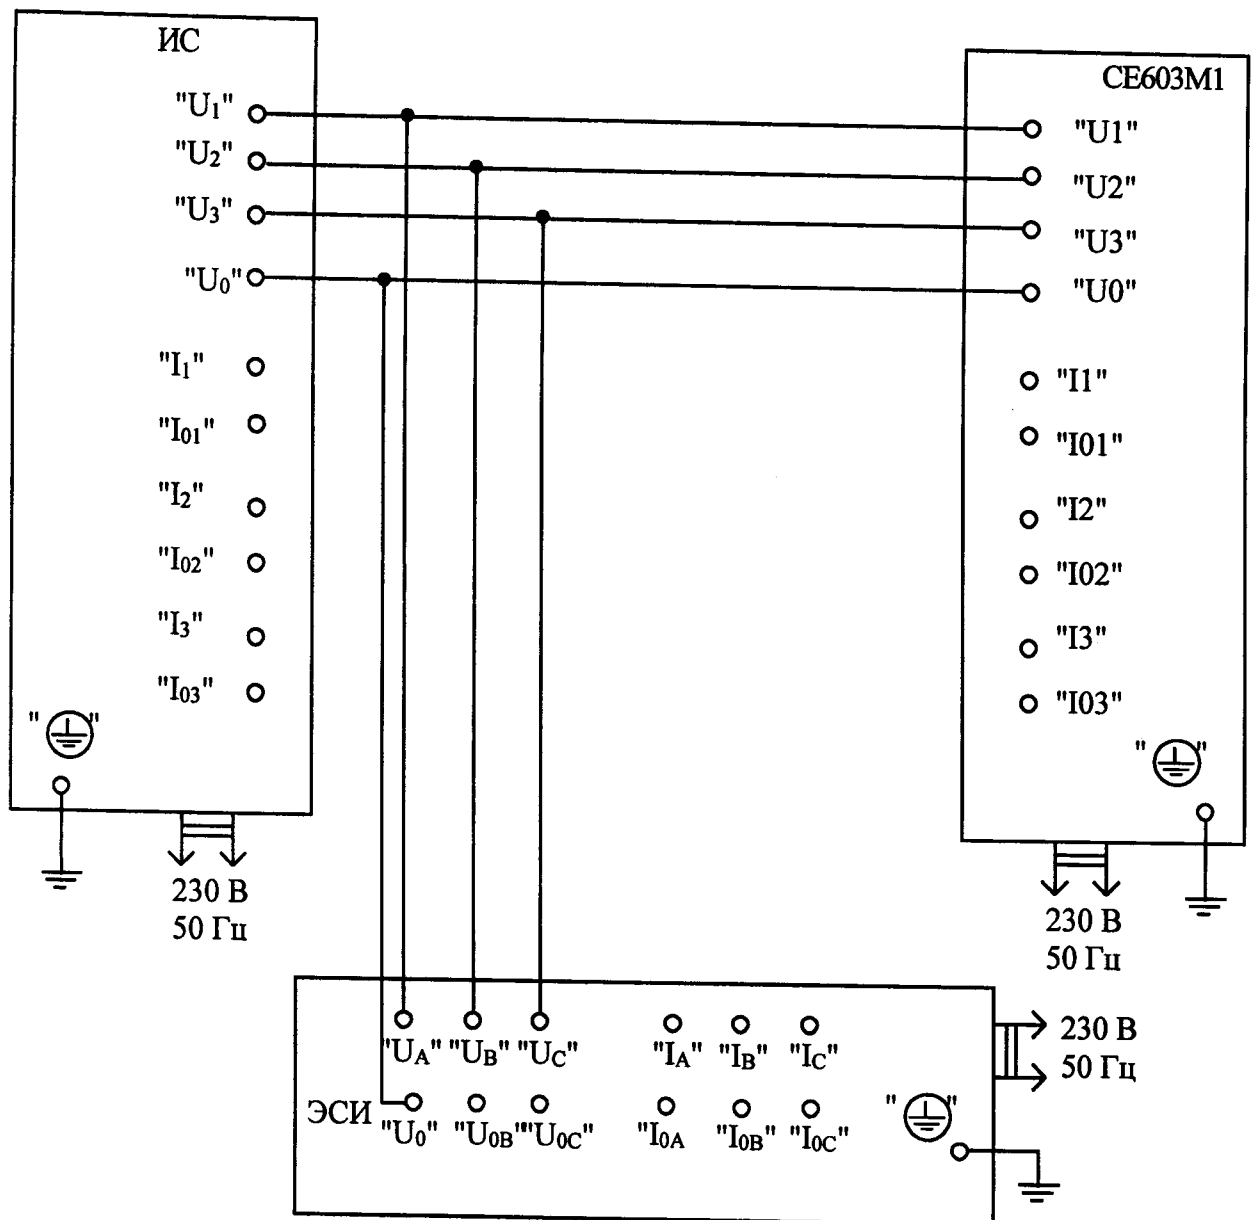 ИС
"U1"
"U2"
"U3"
"U0"
"I1"
"I01"
"I2"
"I02"
"I3"
"I03"
" "
230 В
50 Гц
СЕ603М1
"U1"
"U2"
"U3"
"U0"
"I1"
"I01"
"I2"
"I02"
"I3"
"I03"
" "
230 В
50 Гц
"UA" "UB" "UC" "IA" "IB" "IC"
ЭСИ "U0" "U0B" "U0C" "I0A "I0B" "I0C" " "
230 В
50 Гц